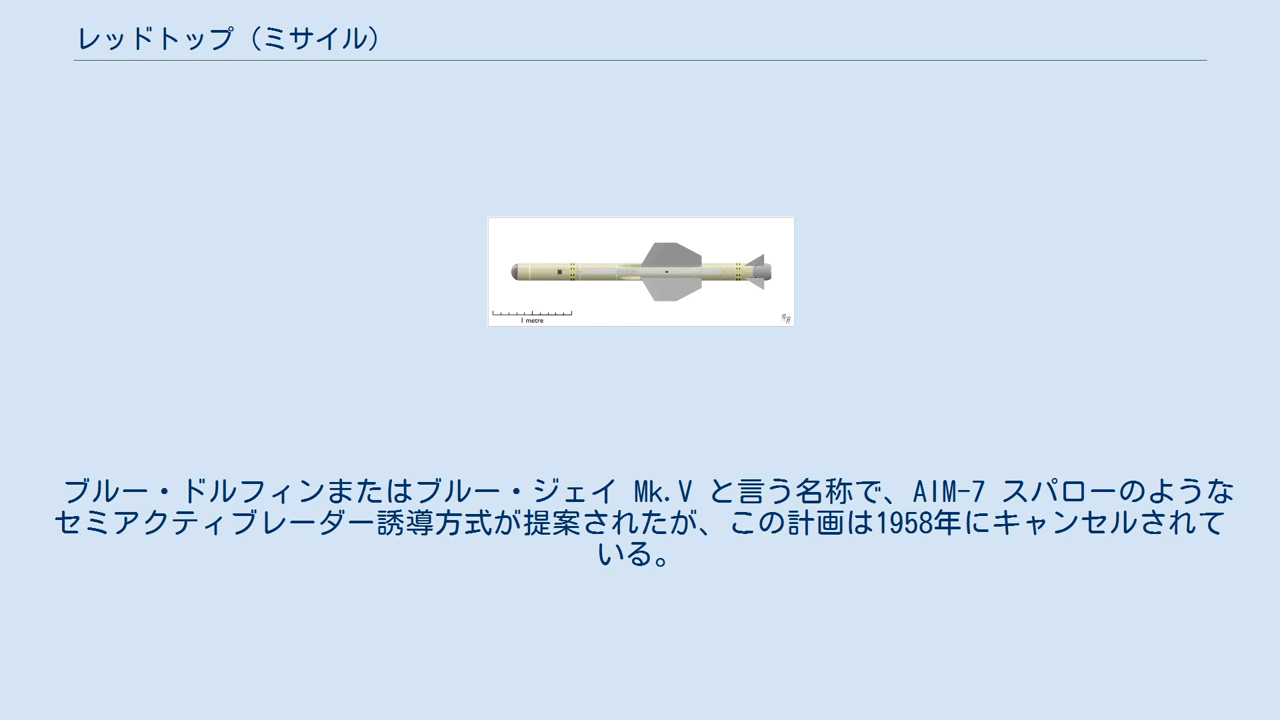 レッドトップ（ミサイル）
1 metre
ブルー・ドルフィンまたはブルー・ジェイ Mk.V と言う名称で、AIM-7 スパローのような
セミアクティブレーダー誘導方式が提案されたが、この計画は1958年にキャンセルされて
いる。